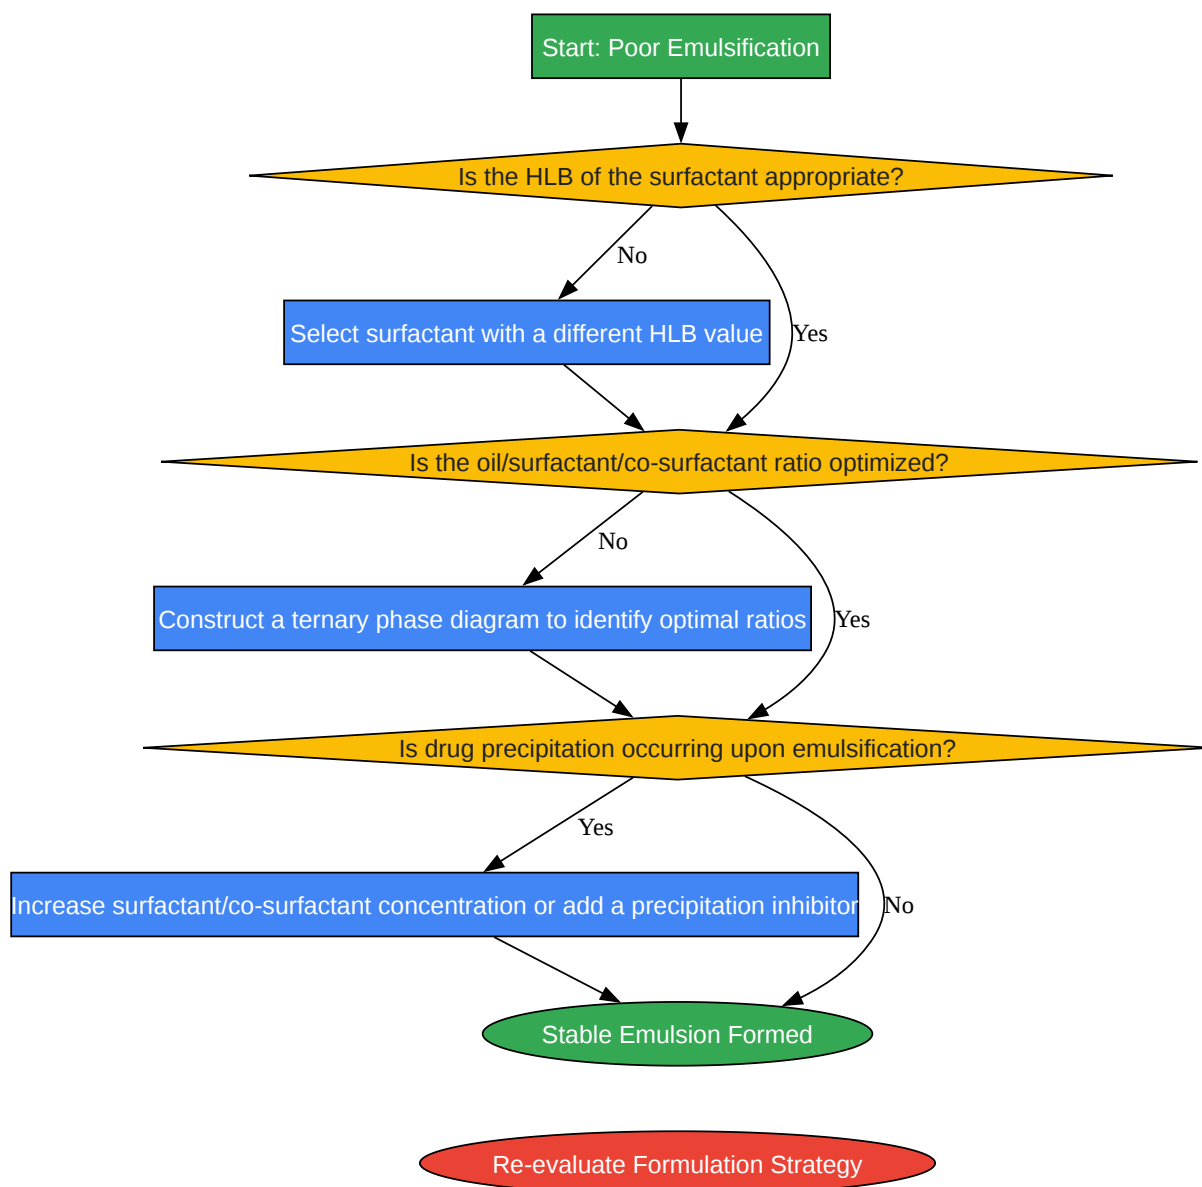 Start: Poor Emulsification
Is the HLB of the surfactant appropriate?
No
Select surfactant with a different HLB value
Yes
Is the oil/surfactant/co-surfactant ratio optimized?
No
Construct a ternary phase diagram to identify optimal ratios
Yes
Is drug precipitation occurring upon emulsification?
Yes
Increase surfactant/co-surfactant concentration or add a precipitation inhibitor
No
Stable Emulsion Formed
Re-evaluate Formulation Strategy